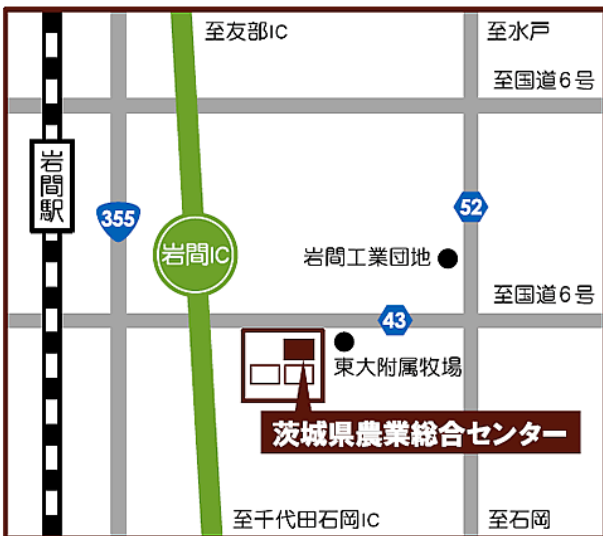 至友部IC
至水戸
至国道6号
岩間駅
355
52
岩間IC
岩間工業団地
至国道6号
43
東大附属牧場
茨城県農業総合センター
至千代田石岡IC
至石岡